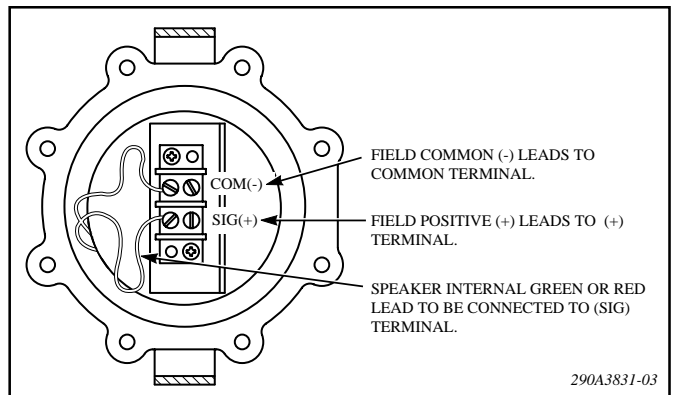 FIELD COMMON (-) LEADS TO
COMMON TERMINAL.
COM(-)
SIG(+)
FIELD POSITIVE (+) LEADS TO (+)
TERMINAL.
SPEAKER INTERNAL GREEN OR RED
LEAD TO BE CONNECTED TO (SIG)
TERMINAL.
290A3831-03